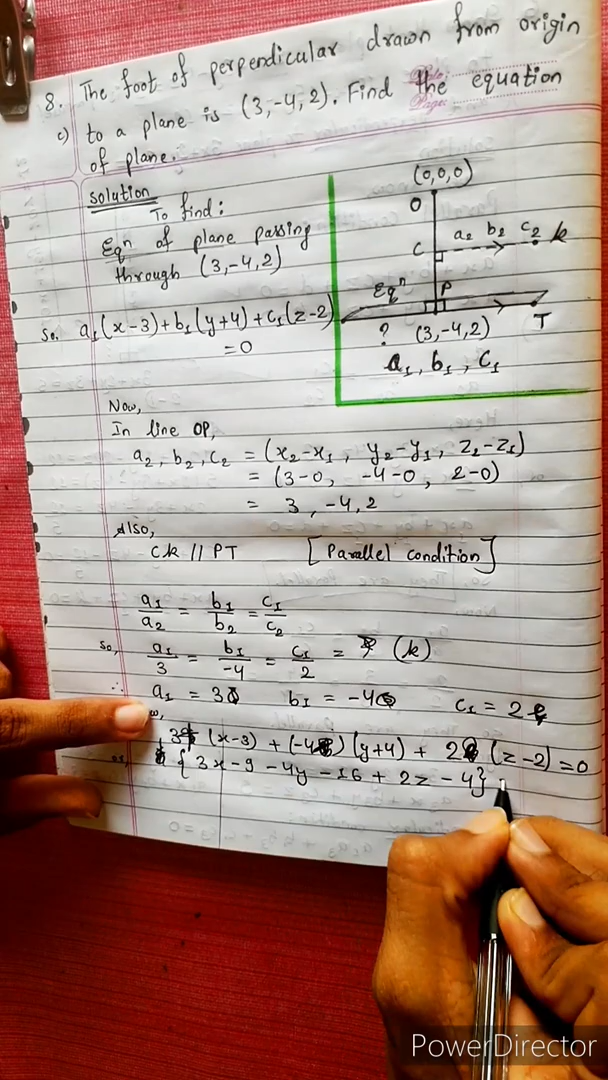 8. The foot of perpendicular drawn from origin
c) to a plane is (3,-4,2). Find the equation
of plane.
solution
To find:
Eqn of plane passing
through (3,-4,2)
So, a1(x-3)+b1(y+4)+c1(z-2)
=0
(0,0,0)
O
C
a2 b2 c2 k
P
Eqn
?
(3,-4,2)
T
a1, b1, c1
Now,
In line OP,
a2, b2, c2 = (x2-x1, y2-y1, z2-z1)
= (3-0, -4-0, 2-0)
= 3, -4, 2
Also,
Ck // PT [Parallel condition]
a1/a2 = b1/b2 = c1/c2
So, a1/3 = b1/-4 = c1/2 = (k)
∴ a1 = 3 b1 = -4 c1 = 2
3 (x-3) + (-4) (y+4) + 2 (z-2) = 0
or, {3x-9-4y-16+2z-4}
PowerDirector